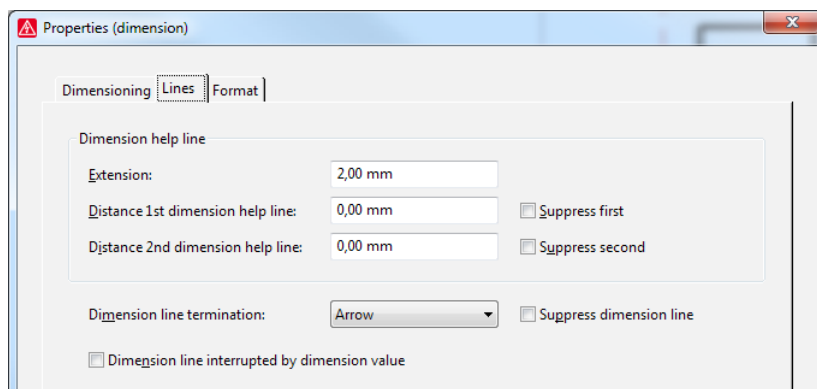 Properties (dimension)
Dimensioning Lines Format
Dimension help line
Extension: 2,00 mm
Distance 1st dimension help line: 0,00 mm Suppress first
Distance 2nd dimension help line: 0,00 mm Suppress second
Dimension line termination: Arrow Suppress dimension line
Dimension line interrupted by dimension value